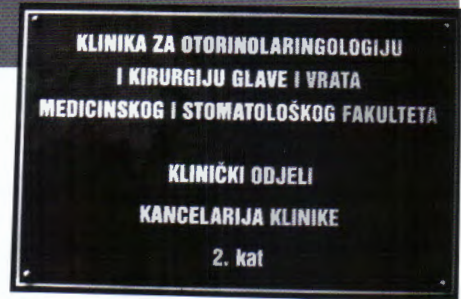 KLINIKA ZA OTORINOLARINGOLOGIJU
I KIRURGIJU GLAVE I VRATA
MEDICINSKOG I STOMATOLOŠKOG FAKULTETA
KLINIČKI ODJELI
KANCELARIJA KLINIKE
2. kat